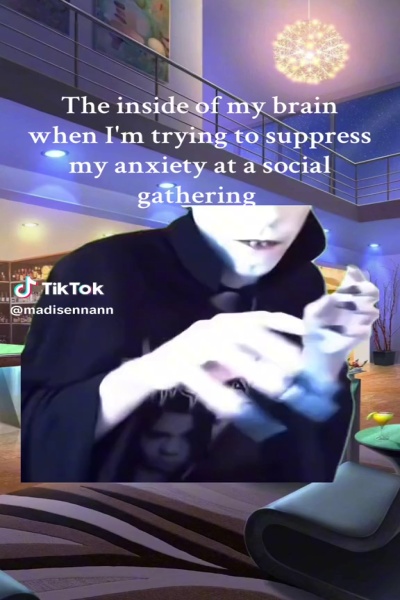 The inside of my brain
when I'm trying to suppress
my anxiety at a social
gathering
TikTok
@madisennann